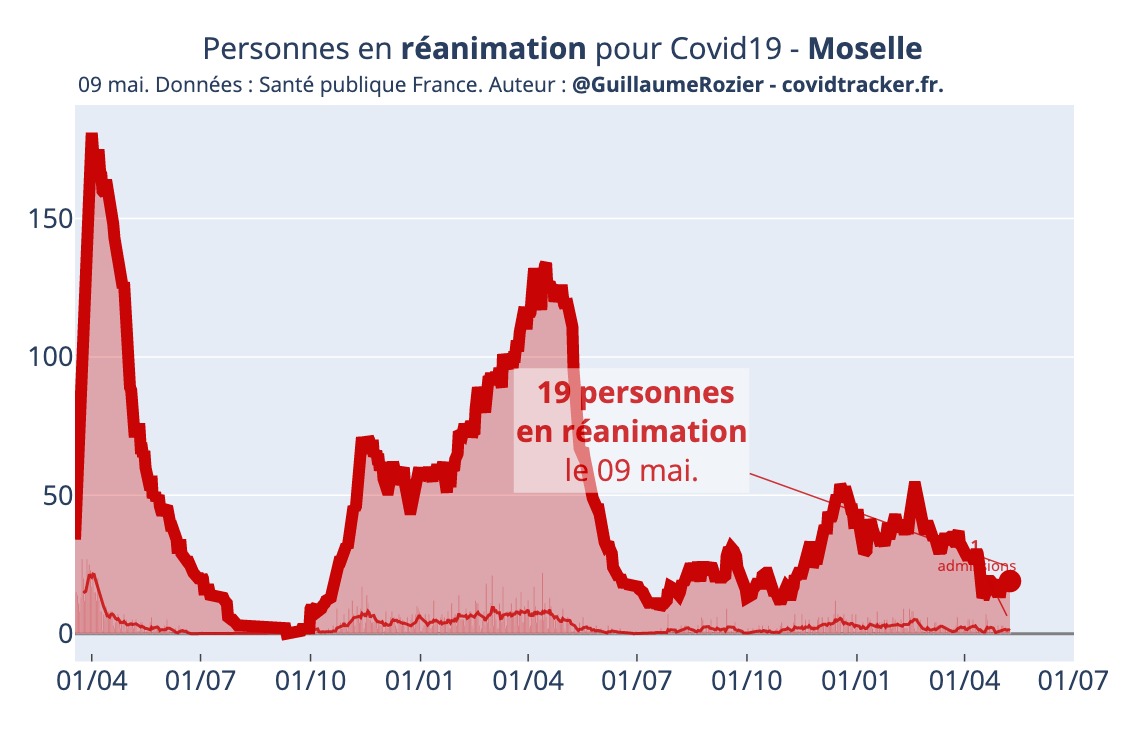 Personnes en réanimation pour Covid19 - Moselle
09 mai. Données : Santé publique France. Auteur : @GuillaumeRozier - covidtracker.fr.
150
100
50
0
19 personnes
en réanimation
le 09 mai.
1
admissions
01/04 01/07 01/10 01/01 01/04 01/07 01/10 01/01 01/04 01/07